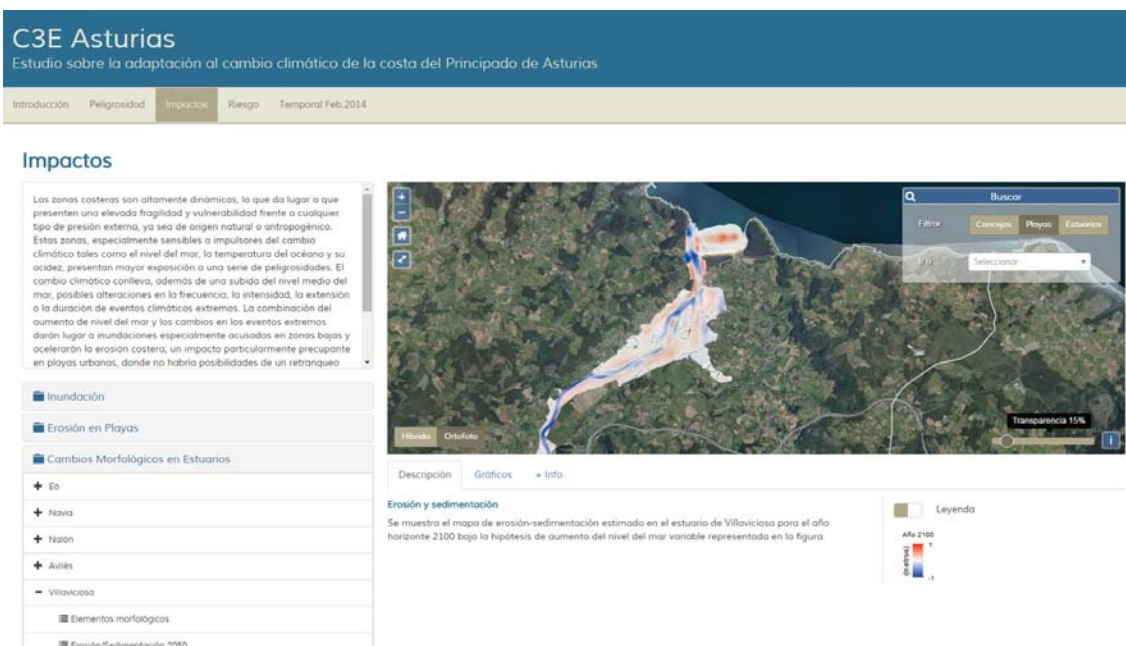 C3E Asturias
Estudio sobre la adaptación al cambio climático de la costa del Principado de Asturias
Introducción Peligrosidad Impactos Riesgo Temporal Feb.2014
Impactos
Las zonas costeras son altamente dinámicas, lo que da lugar a que
presenten una elevada fragilidad y vulnerabilidad frente a cualquier
tipo de presión externa, ya sea de origen natural o antropogénico.
Estas zonas, especialmente sensibles a impulsores del cambio
climático tales como el nivel del mar, la temperatura del océano y su
acidez, presentan mayor exposición a una serie de peligrosidades. El
cambio climático conlleva, además de una subida del nivel medio del
mar, posibles alteraciones en la frecuencia, la intensidad, la extensión
o la duración de eventos climáticos extremos. La combinación del
aumento de nivel del mar y los cambios en los eventos extremos
darán lugar a inundaciones especialmente acusadas en zonas bajas y
acelerarán la erosión costera, un impacto particularmente precupante
en playas urbanas, donde no habría posibilidades de un retranqueo
Inundación
Erosión en Playas
Cambios Morfológicos en Estuarios
Eo
Navia
Nalón
Avilés
Villaviciosa
Elementos morfológicos
Erosión/Sedimentación 2050
Buscar
Filtrar Concejos Playas Estuarios
Ir a Seleccionar
Híbrido Ortofoto
Transparencia 15%
i
Descripción Gráficos + Info
Erosión y sedimentación
Se muestra el mapa de erosión-sedimentación estimado en el estuario de Villaviciosa para el año
horizonte 2100 bajo la hipótesis de aumento del nivel del mar variable representada en la figura.
Leyenda
Año 2100
1
(metros)
-1